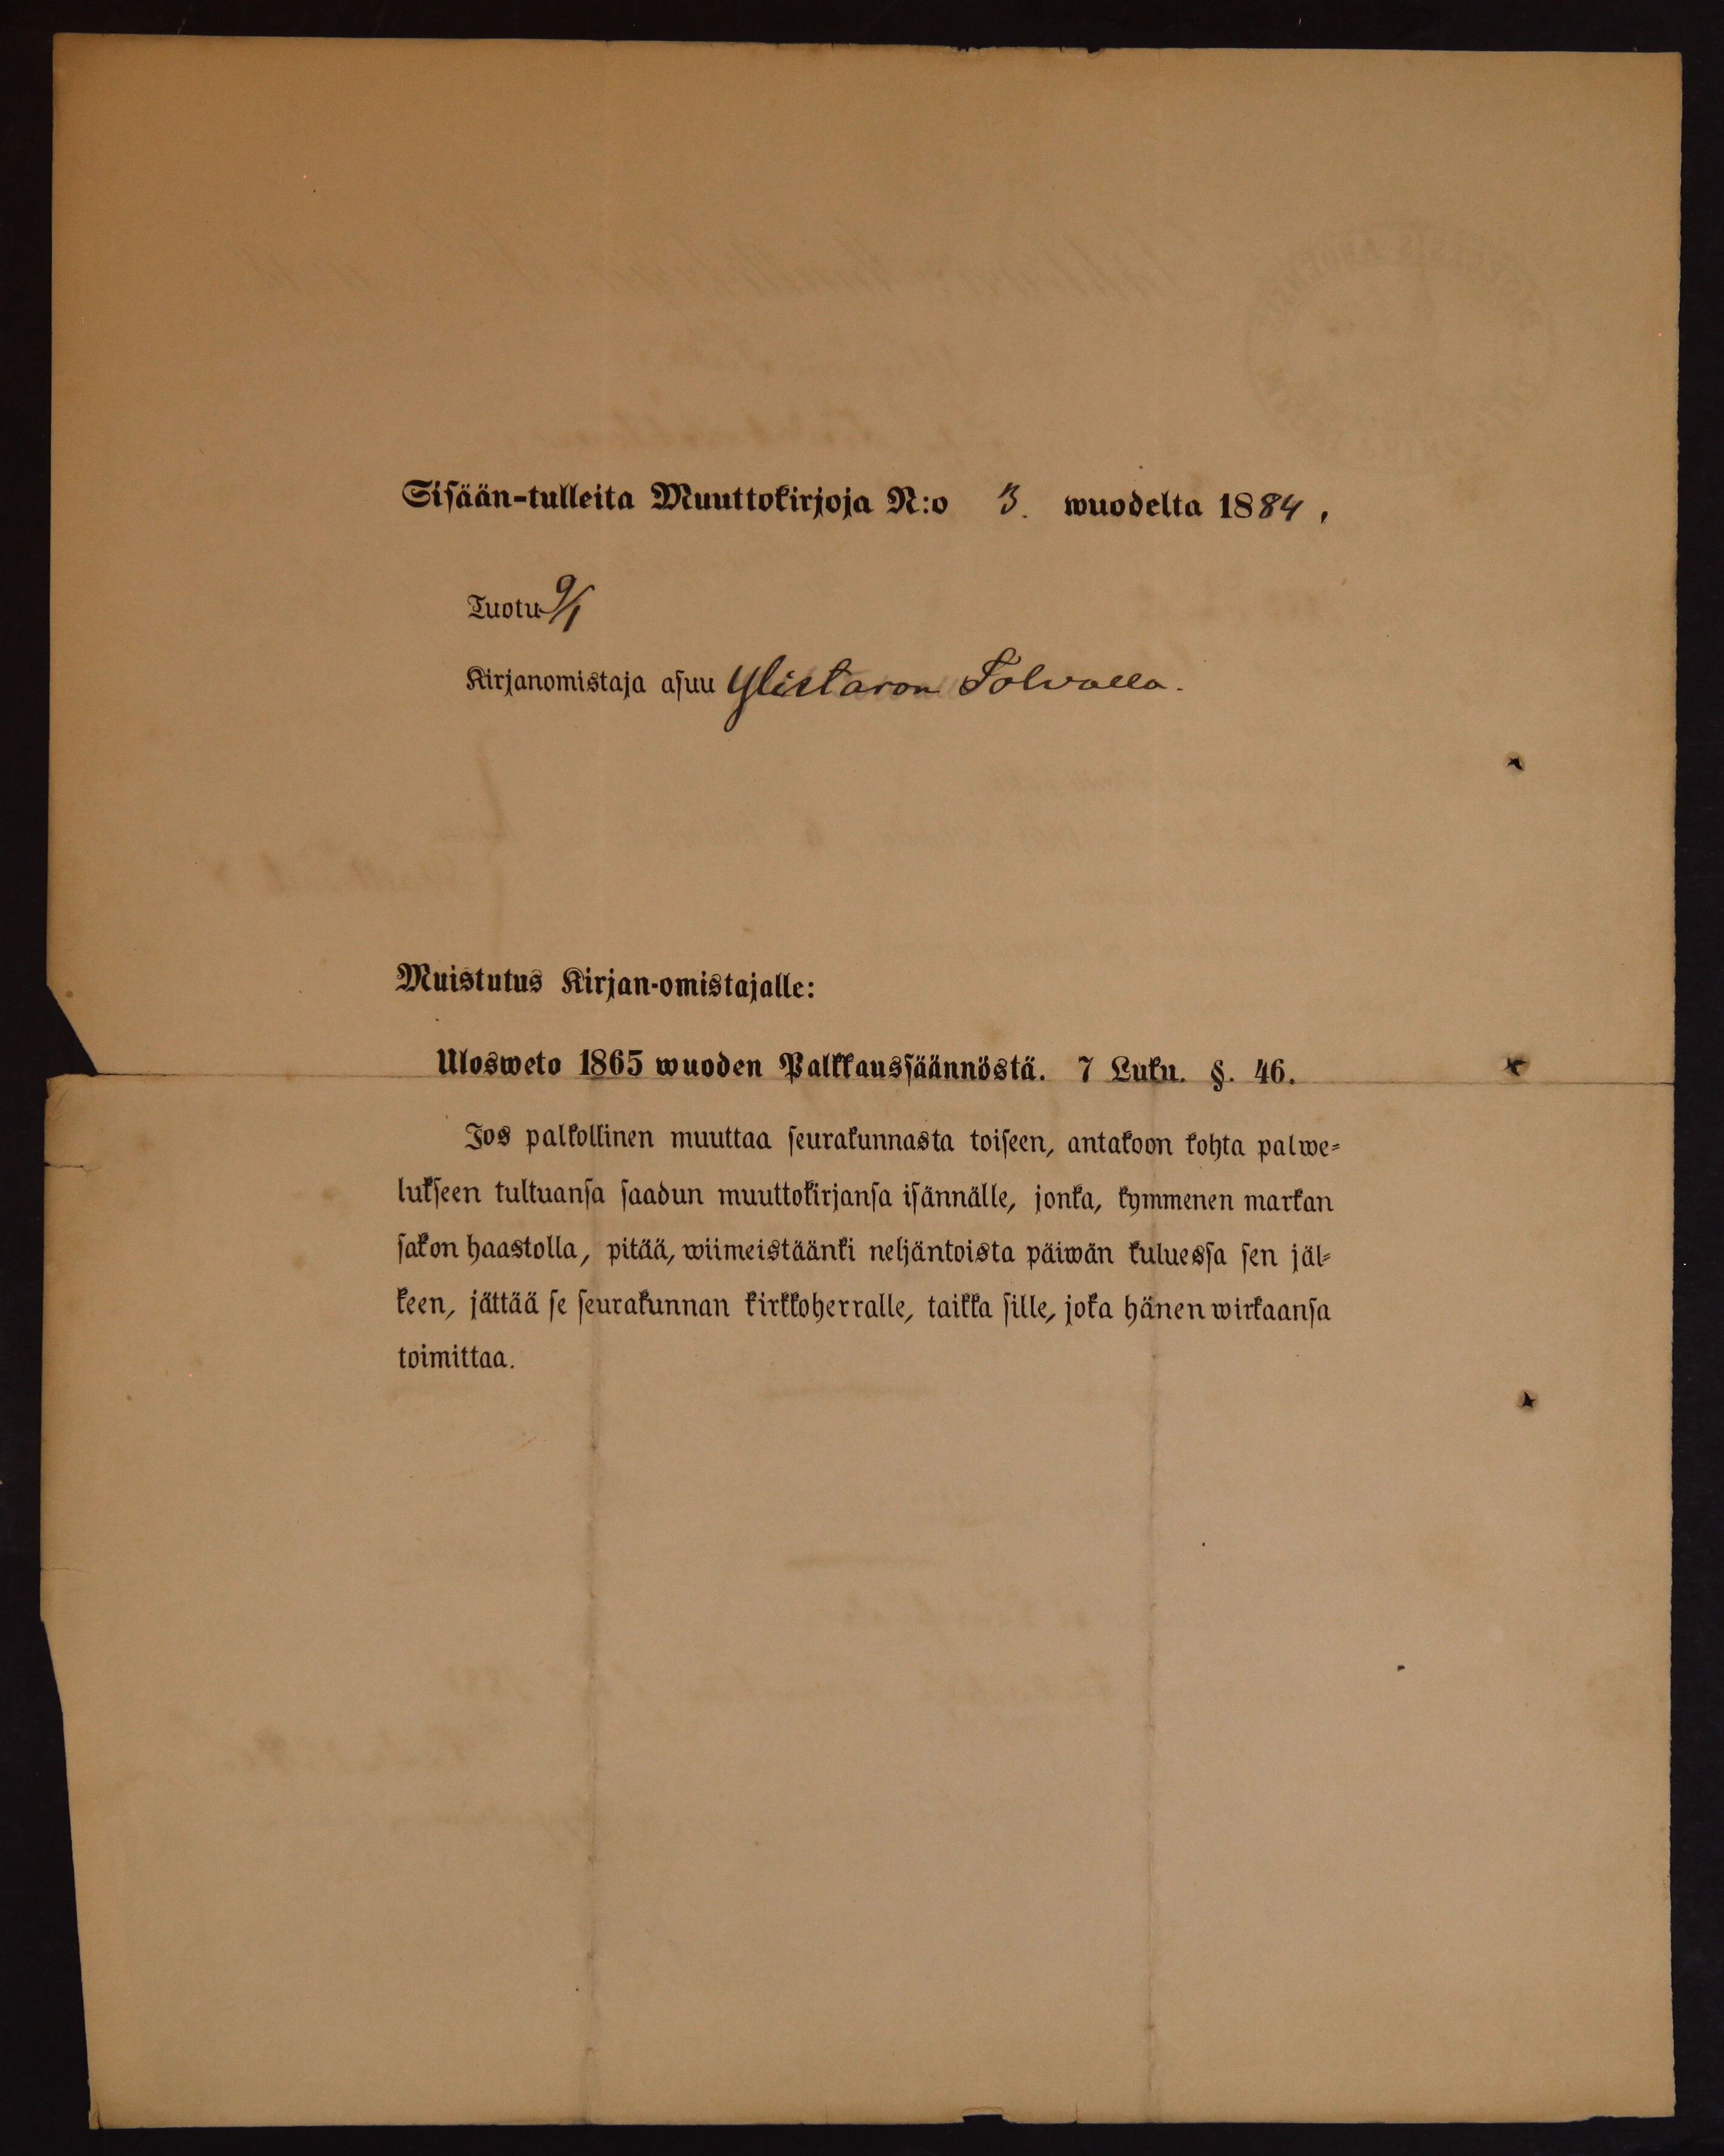 Sisään-tulleita Muuttokirjoja N:o 3. wuodelta 1884,
Tuotu 9/1
Kirjanomistaja asuu Ylistaron Tolvalla.
Muistutus Kirjan-omistajalle:
Ulosweto 1865 wuoden Palkkaussäännöstä. 7 Luku. §. 46.
Jos palkollinen muuttaa seurakunnasta toiseen, antakoon kohta palwe-
lukseen tultuansa saadun muuttokirjansa isännälle, jonka, kymmenen markan
sakon haastolla, pitää, wiimeistäänki neljäntoista päiwän kuluessa sen jäl-
keen, jättää se seurakunnan kirkkoherralle, taikka sille, joka hänen wirkaansa
toimittaa.